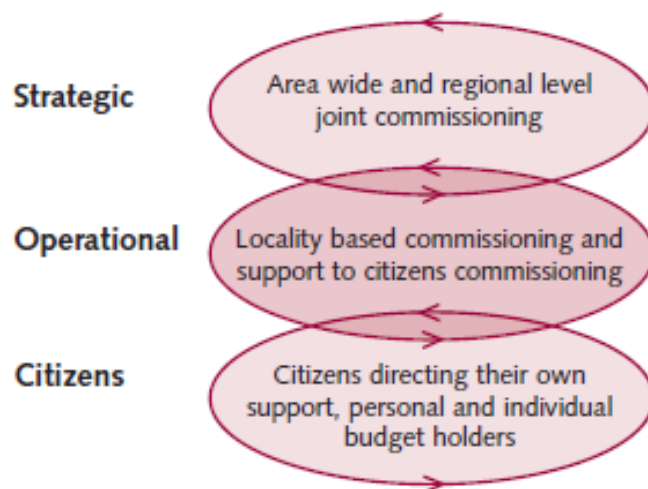 Strategic
Area wide and regional level
joint commissioning
Operational
Locality based commissioning and
support to citizens commissioning
Citizens
Citizens directing their own
support, personal and individual
budget holders